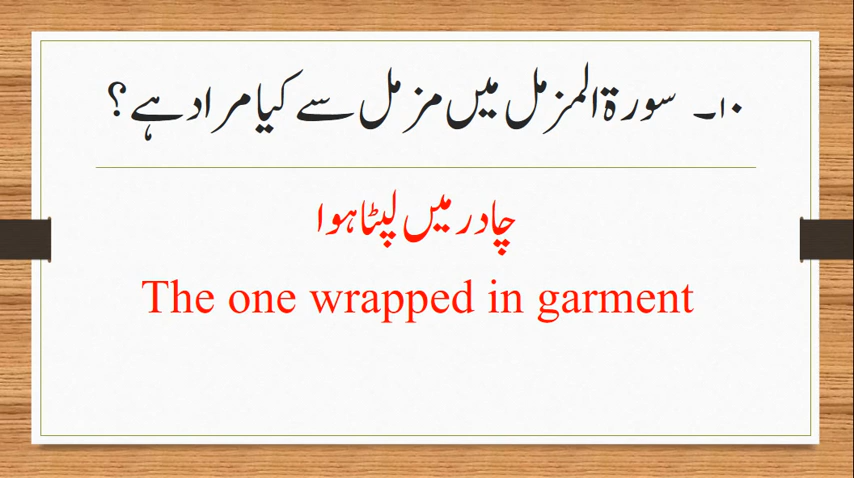 ۱۰۔ سورۃ المزمل میں مزمل سے کیا مراد ہے؟
چادر میں لپٹا ہوا
The one wrapped in garment